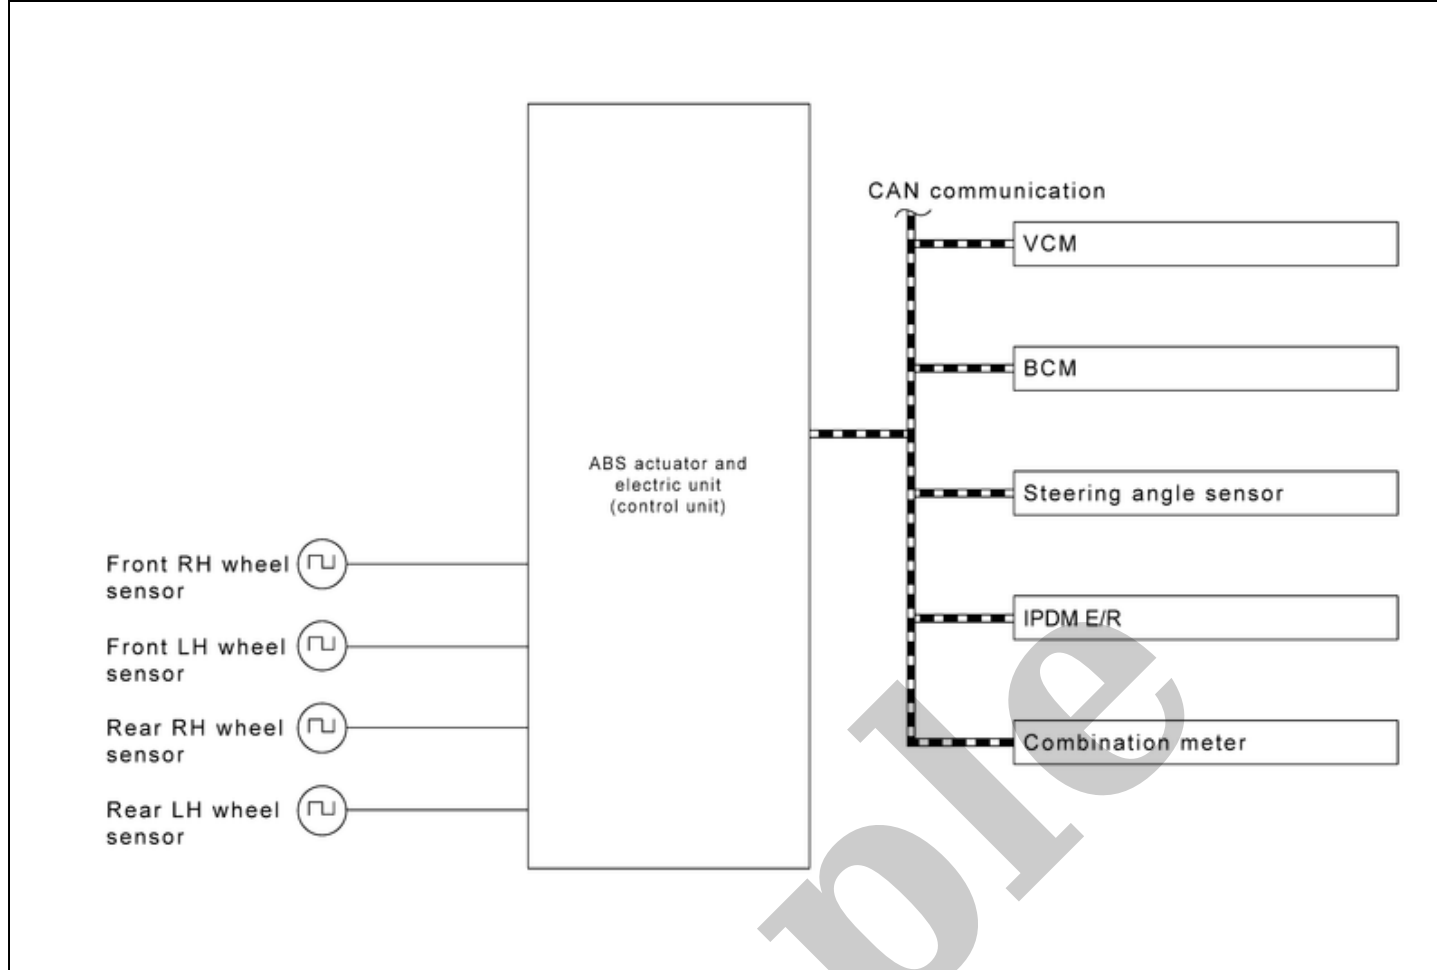 CAN communication
VCM
BCM
ABS actuator and
electric unit
(control unit)
Steering angle sensor
Front RH wheel
sensor
IPDM E/R
Front LH wheel
sensor
Rear RH wheel
sensor
Combination meter
Rear LH wheel
sensor
ple